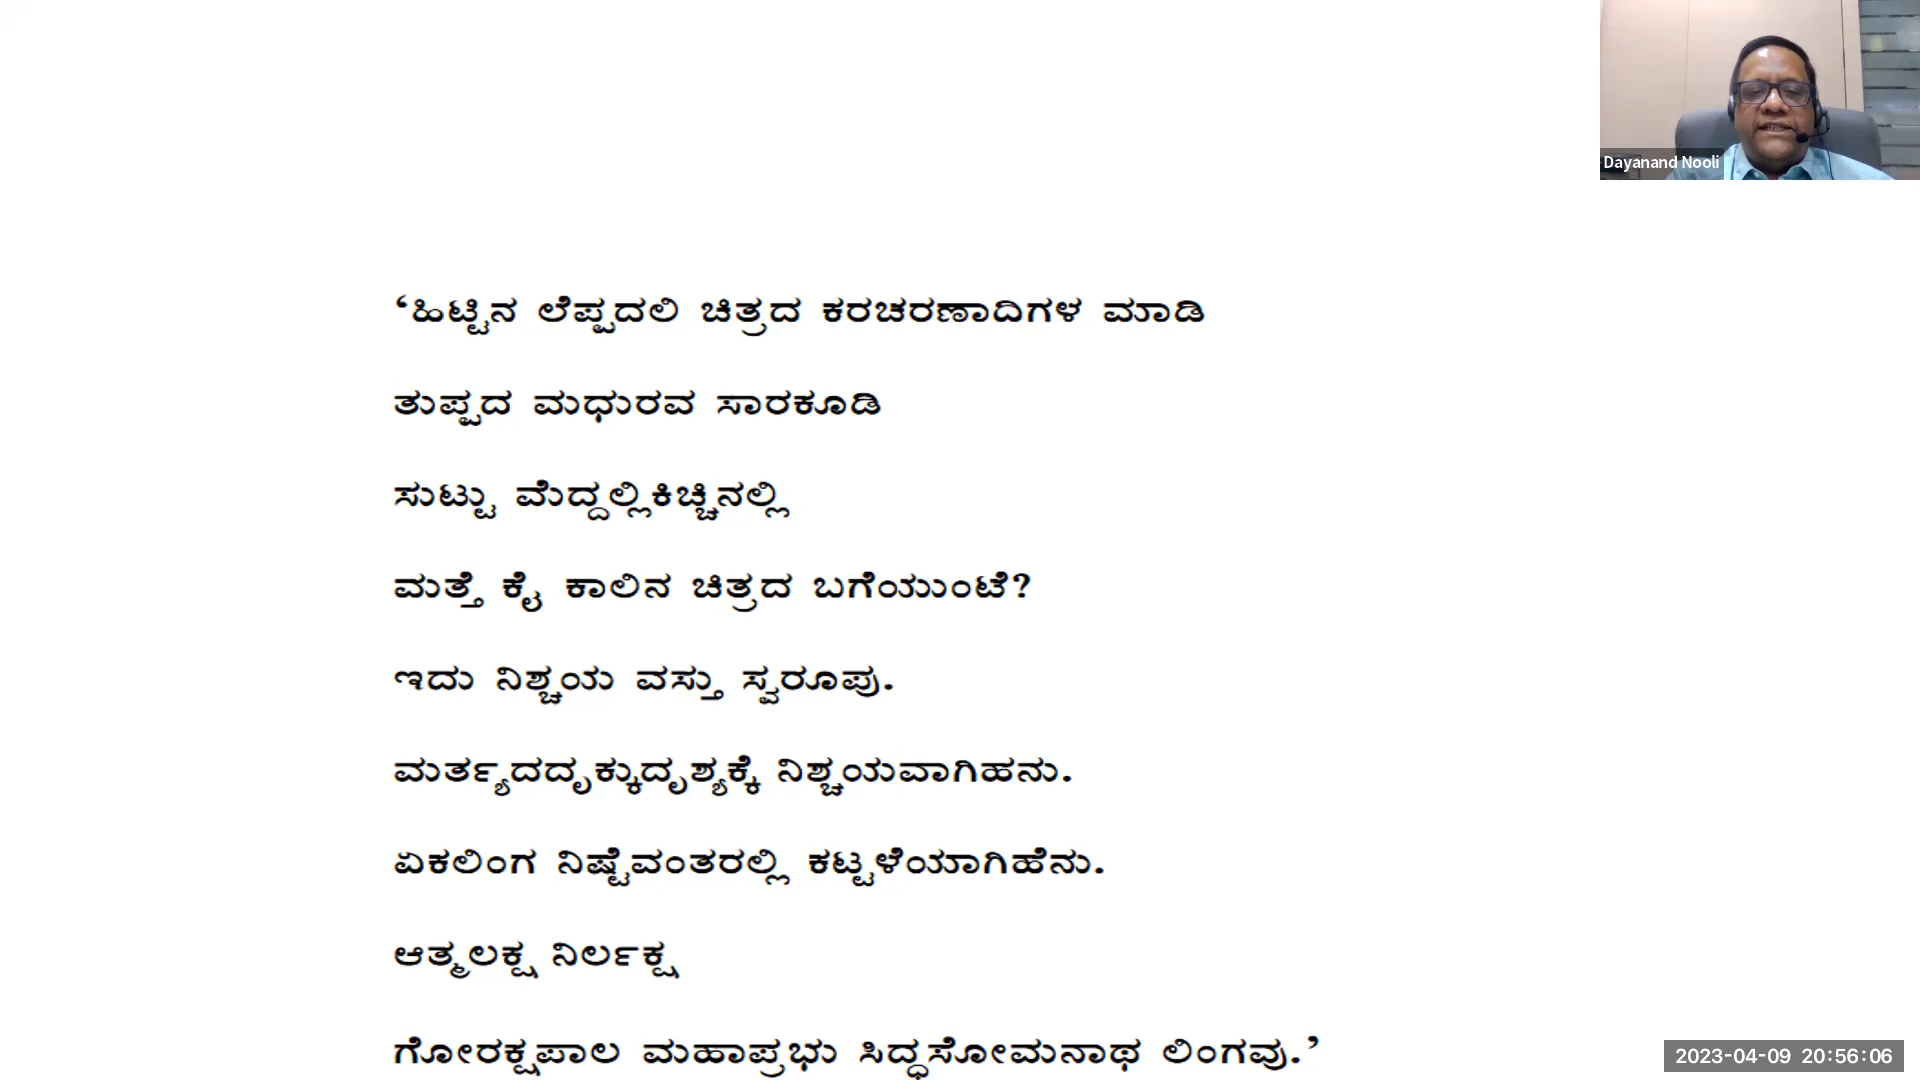 Dayanand Nooli
‘ಹಿಟ್ಟಿನ ಲೆಪ್ಪದಲಿ ಚಿತ್ರದ ಕರಚರಣಾದಿಗಳ ಮಾಡಿ
ತುಪ್ಪದ ಮಧುರವ ಸಾರಕೂಡಿ
ಸುಟ್ಟು ಮೆದ್ದಲ್ಲಿಕಿಚ್ಚಿನಲ್ಲಿ
ಮತ್ತೆ ಕೈ ಕಾಲಿನ ಚಿತ್ರದ ಬಗೆಯುಂಟೆ?
ಇದು ನಿಶ್ಚಯ ವಸ್ತು ಸ್ವರೂಪು.
ಮರ್ತ್ಯದದೃಕ್ಕುದೃಶ್ಯಕ್ಕೆ ನಿಶ್ಚಯವಾಗಿಹನು.
ಏಕಲಿಂಗ ನಿಷ್ಟೆವಂತರಲ್ಲಿ ಕಟ್ಟಳೆಯಾಗಿಹೆನು.
ಆತ್ಮಲಕ್ಷ ನಿರ್ಲಕ್ಷ
ಗೋರಕ್ಷಪಾಲ ಮಹಾಪ್ರಭು ಸಿದ್ಧಸೋಮನಾಥ ಲಿಂಗವು.’
2023-04-09 20:56:06